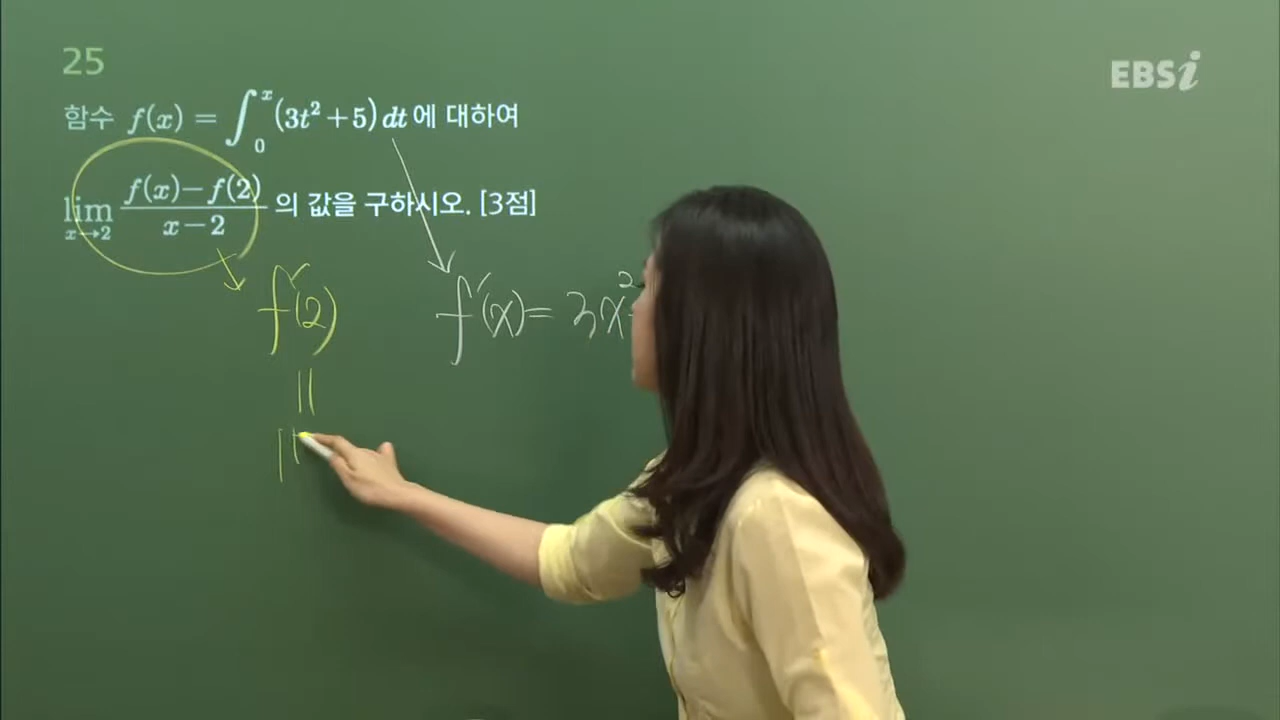 25
EBSi
함수 f(x) = ∫₀ˣ (3t² + 5) dt 에 대하여
lim x→2 f(x) − f(2) / x − 2 의 값을 구하시오. [3점]
f′(2)
f′(x) = 3x²
=